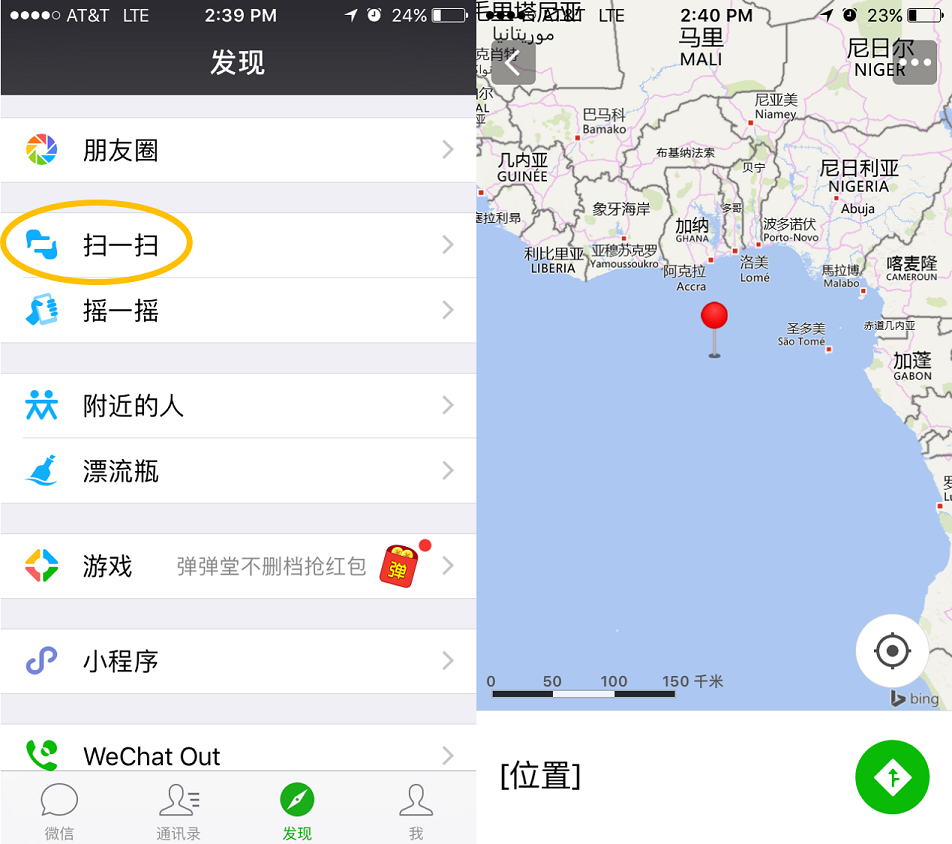 AT&T LTE 2:39 PM 24%
发现
朋友圈
扫一扫
摇一摇
附近的人
漂流瓶
游戏 弹弹堂不删档抢红包 弹
小程序
WeChat Out
微信 通讯录 发现 我
AT&T LTE 2:40 PM 23%
毛里塔尼亚
موريتانيا
马里
MALI
尼日尔
NIGER
尼亚美
Niamey
巴马科
Bamako
布基纳法索
几内亚
GUINÉE
贝宁
尼日利亚
NIGERIA
Abuja
象牙海岸
多哥
加纳
GHANA
波多诺伏
Porto-Novo
塞拉利昂
利比里亚
LIBERIA
亚穆苏克罗
Yamoussoukro
阿克拉
Accra
洛美
Lomé
喀麦隆
CAMEROUN
馬拉博
Malabo
圣多美
São Tomé
赤道几内亚
加蓬
GABON
0 50 100 150 千米
bing
[位置]